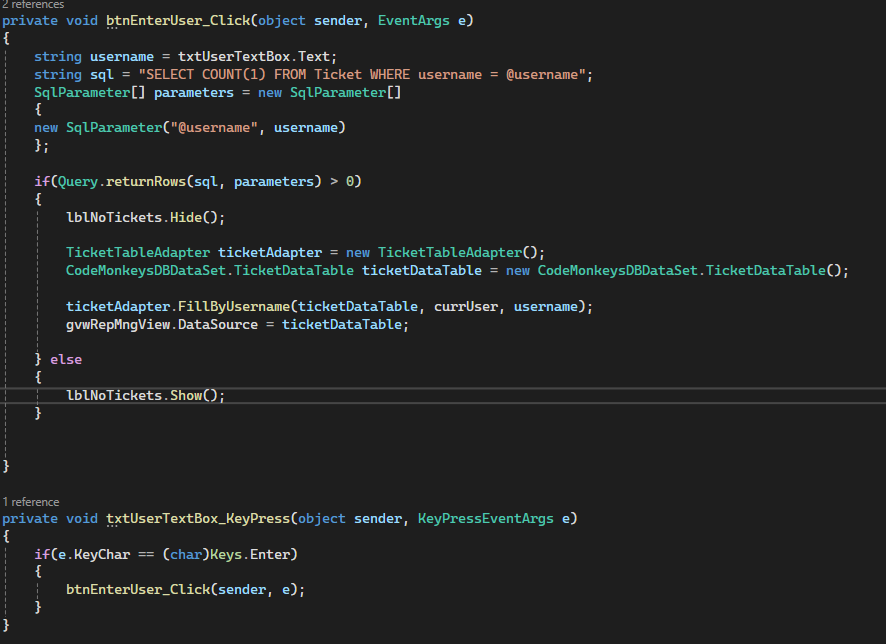 2 references
private void btnEnterUser_Click(object sender, EventArgs e)
{
string username = txtUserTextBox.Text;
string sql = "SELECT COUNT(1) FROM Ticket WHERE username = @username";
SqlParameter[] parameters = new SqlParameter[]
{
new SqlParameter("@username", username)
};
if(Query.returnRows(sql, parameters) > 0)
{
lblNoTickets.Hide();
TicketTableAdapter ticketAdapter = new TicketTableAdapter();
CodeMonkeysDBDataSet.TicketDataTable ticketDataTable = new CodeMonkeysDBDataSet.TicketDataTable();
ticketAdapter.FillByUsername(ticketDataTable, currUser, username);
gvwRepMngView.DataSource = ticketDataTable;
} else
{
lblNoTickets.Show();
}
}
1 reference
private void txtUserTextBox_KeyPress(object sender, KeyPressEventArgs e)
{
if(e.KeyChar == (char)Keys.Enter)
{
btnEnterUser_Click(sender, e);
}
}